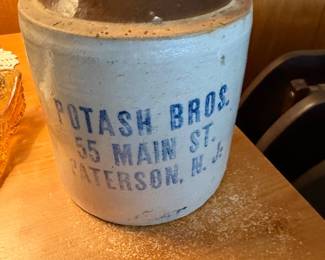 POTASH BROS.
55 MAIN ST.
PATERSON, N. J.